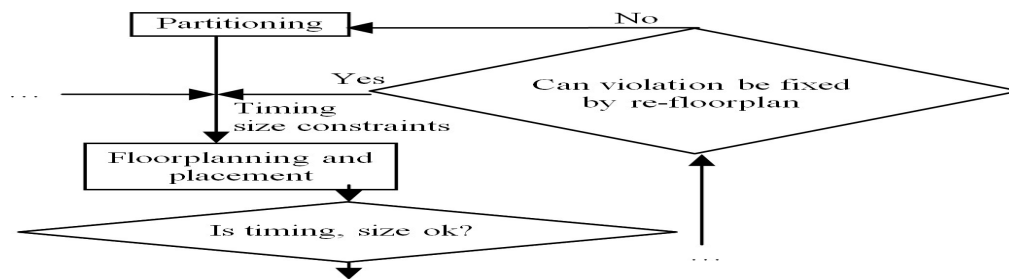 No
Partitioning
Yes
Can violation be fixed
by re-floorplan
...
Timing
size constraints
Floorplanning and
placement
Is timing, size ok?
...